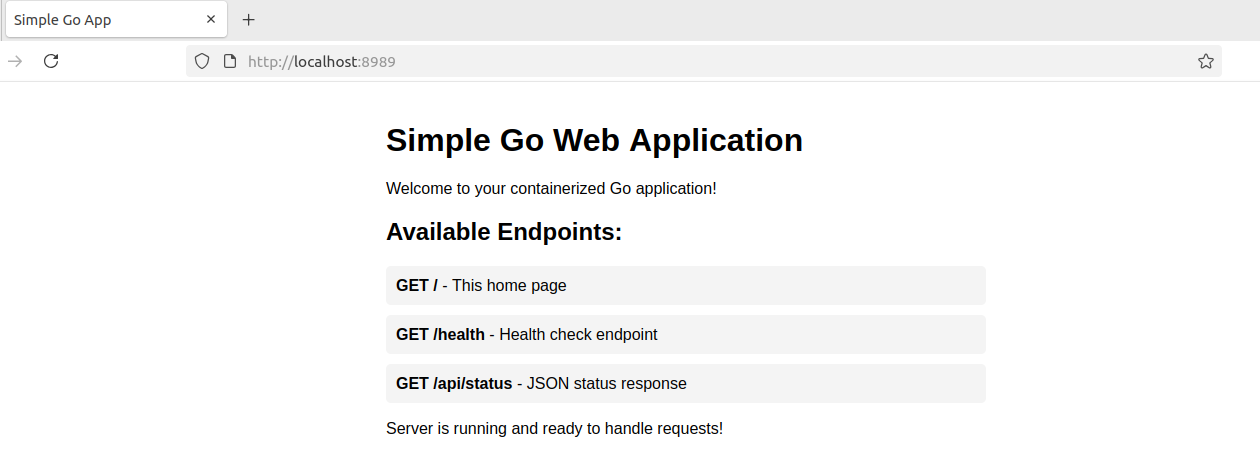 Simple Go App
http://localhost:8989
Simple Go Web Application
Welcome to your containerized Go application!
Available Endpoints:
GET / - This home page
GET /health - Health check endpoint
GET /api/status - JSON status response
Server is running and ready to handle requests!